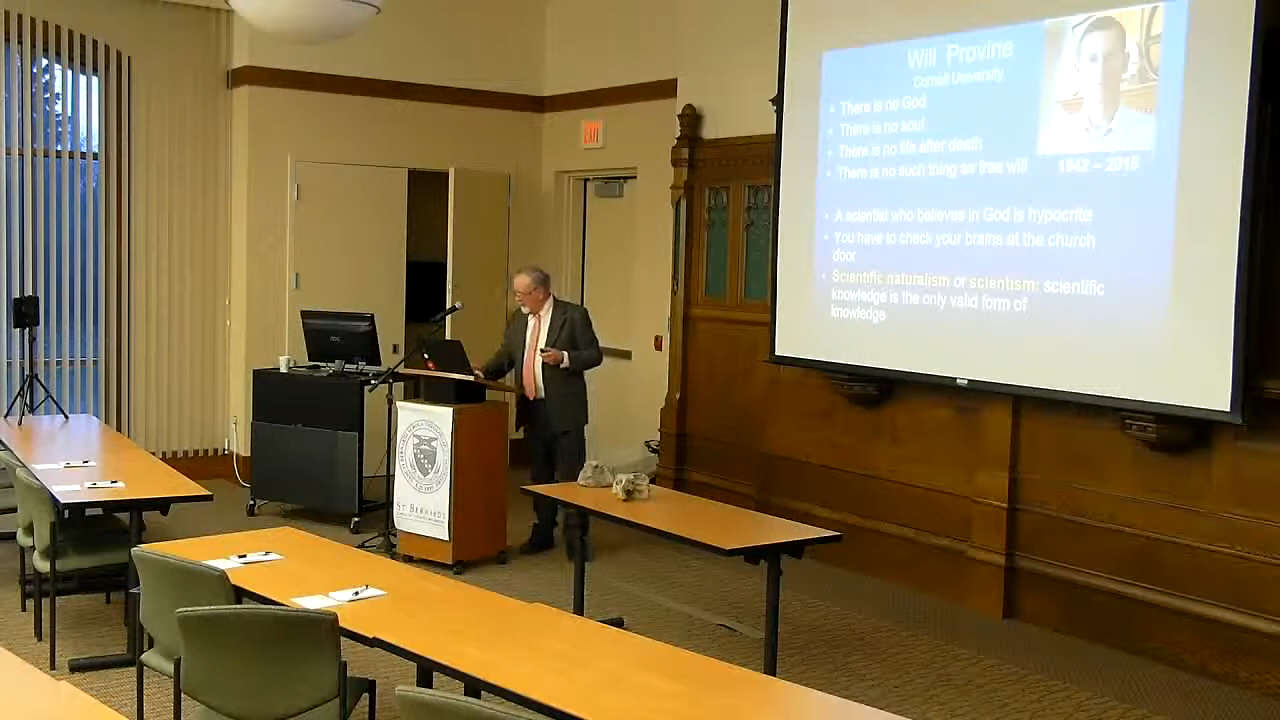 EXIT
Will Provine
Cornell University
There is no God
There is no soul
There is no life after death
There is no such thing as free will
1942 – 2015
A scientist who believes in God is hypocrite
You have to check your brains at the church
door
Scientific naturalism or scientism: scientific
knowledge is the only valid form of
knowledge
AOC
ST BERNARD'S